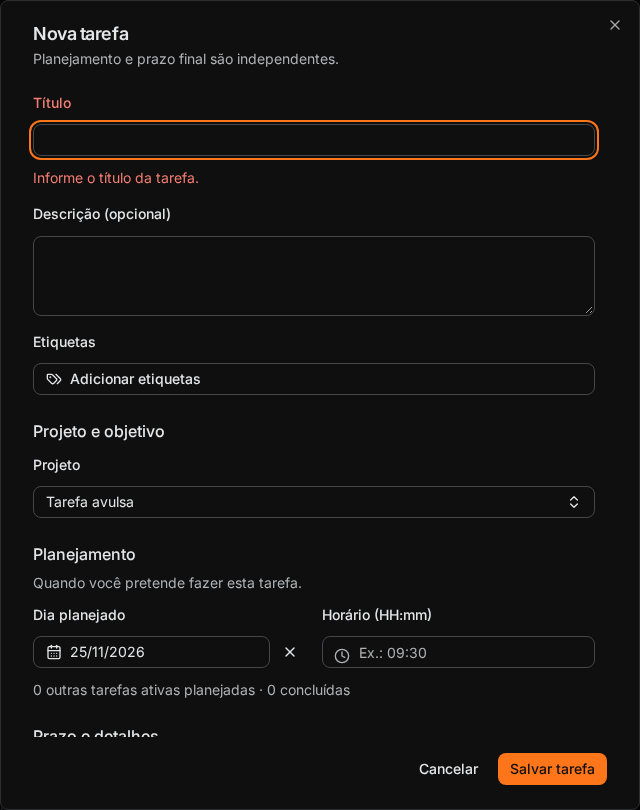 Nova tarefa
Planejamento e prazo final são independentes.
Título
Informe o título da tarefa.
Descrição (opcional)
Etiquetas
Adicionar etiquetas
Projeto e objetivo
Projeto
Tarefa avulsa
Planejamento
Quando você pretende fazer esta tarefa.
Dia planejado
Horário (HH:mm)
25/11/2026
Ex.: 09:30
0 outras tarefas ativas planejadas · 0 concluídas
Prazo e detalhes
Cancelar
Salvar tarefa